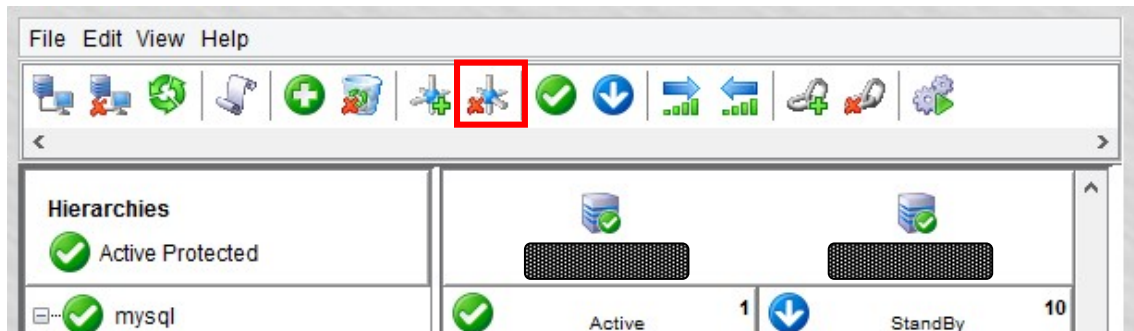 File Edit View Help
Hierarchies
Active Protected
mysql
Active 1
StandBy 10